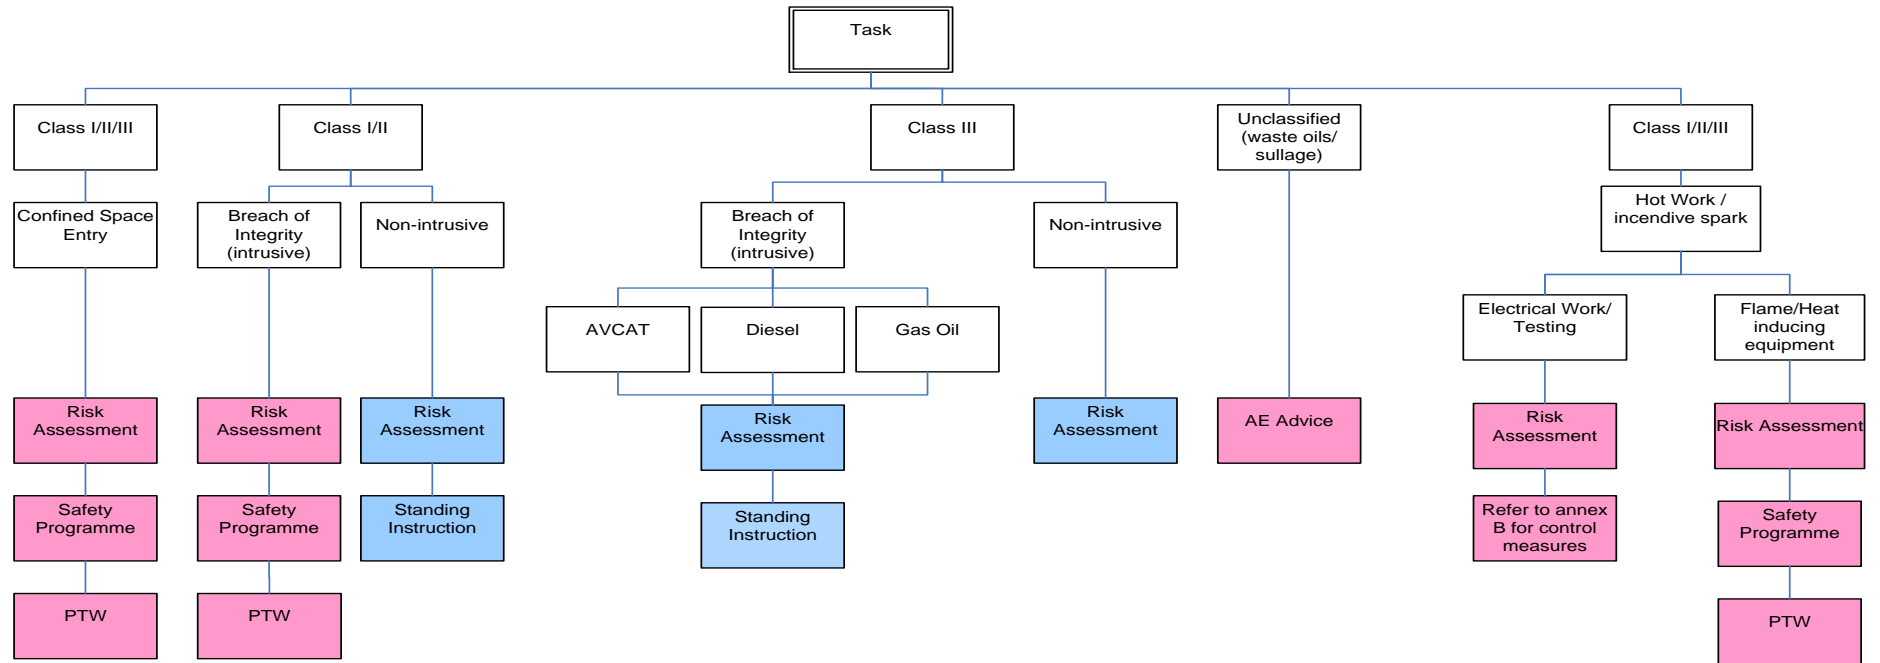 Task
Class I/II/III
Class I/II
Class III
Unclassified
(waste oils/
sullage)
Class I/II/III
Confined Space
Entry
Breach of
Integrity
(intrusive)
Non-intrusive
Breach of
Integrity
(intrusive)
Non-intrusive
Hot Work /
incendive spark
AVCAT
Diesel
Gas Oil
Electrical Work/
Testing
Flame/Heat
inducing
equipment
Risk
Assessment
Risk
Assessment
Risk
Assessment
Risk
Assessment
Risk
Assessment
AE Advice
Risk
Assessment
Risk Assessment
Safety
Programme
Safety
Programme
Standing
Instruction
Standing
Instruction
Refer to annex
B for control
measures
Safety
Programme
PTW
PTW
PTW